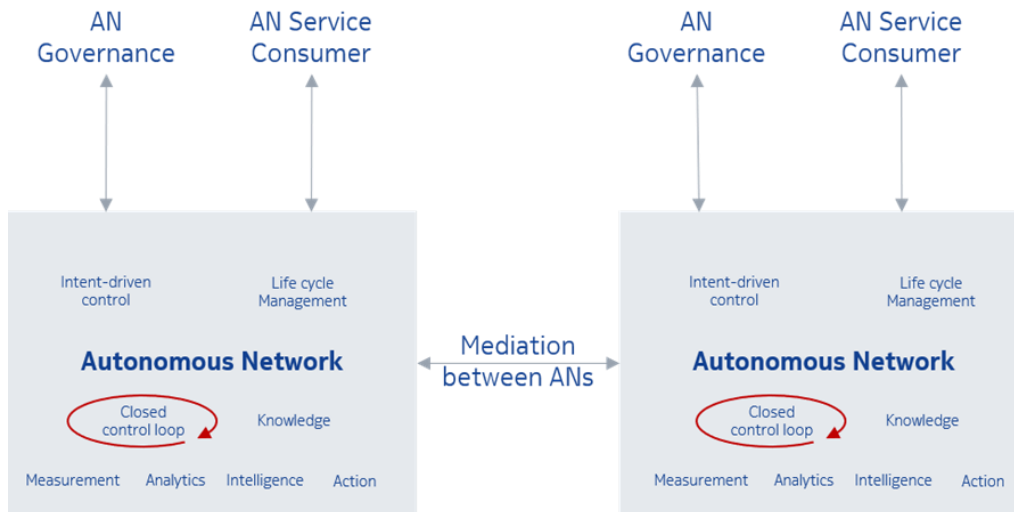 AN
Governance
AN Service
Consumer
AN
Governance
AN Service
Consumer
Intent-driven
control
Life cycle
Management
Autonomous Network
Closed
control loop
Knowledge
Measurement
Analytics
Intelligence
Action
Mediation
between ANs
Intent-driven
control
Life cycle
Management
Autonomous Network
Closed
control loop
Knowledge
Measurement
Analytics
Intelligence
Action